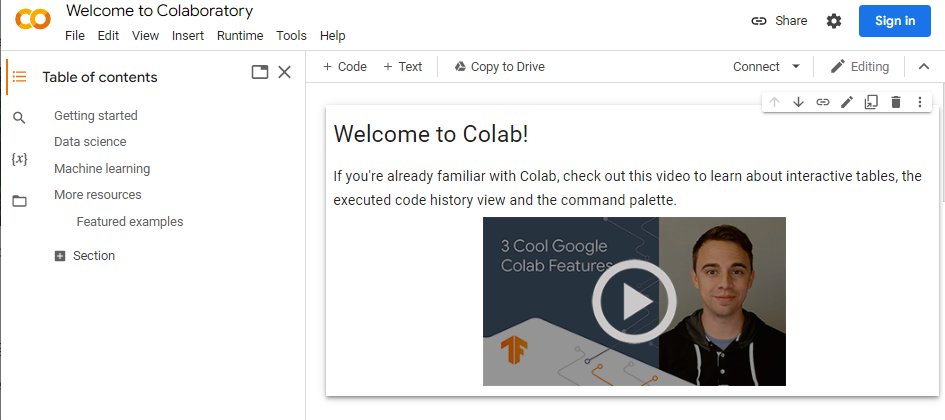 Welcome to Colaboratory
File Edit View Insert Runtime Tools Help
Share
Sign in
Table of contents
Getting started
Data science
{x}
Machine learning
More resources
Featured examples
Section
+ Code + Text Copy to Drive Connect Editing
Welcome to Colab!
If you're already familiar with Colab, check out this video to learn about interactive tables, the
executed code history view and the command palette.
3 Cool Google
Colab Features